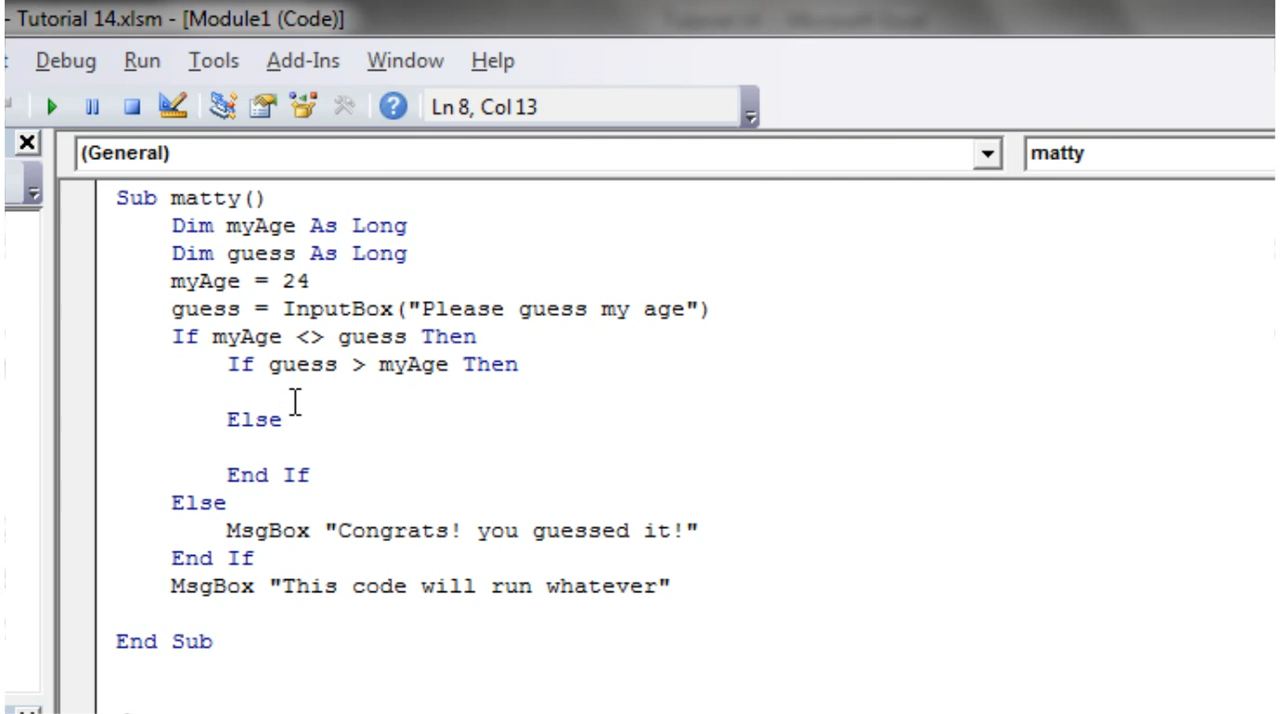 - Tutorial 14.xlsm - [Module1 (Code)]
Debug Run Tools Add-Ins Window Help
Ln 8, Col 13
(General) matty
Sub matty()
Dim myAge As Long
Dim guess As Long
myAge = 24
guess = InputBox("Please guess my age")
If myAge <> guess Then
If guess > myAge Then
Else
End If
Else
MsgBox "Congrats! you guessed it!"
End If
MsgBox "This code will run whatever"
End Sub